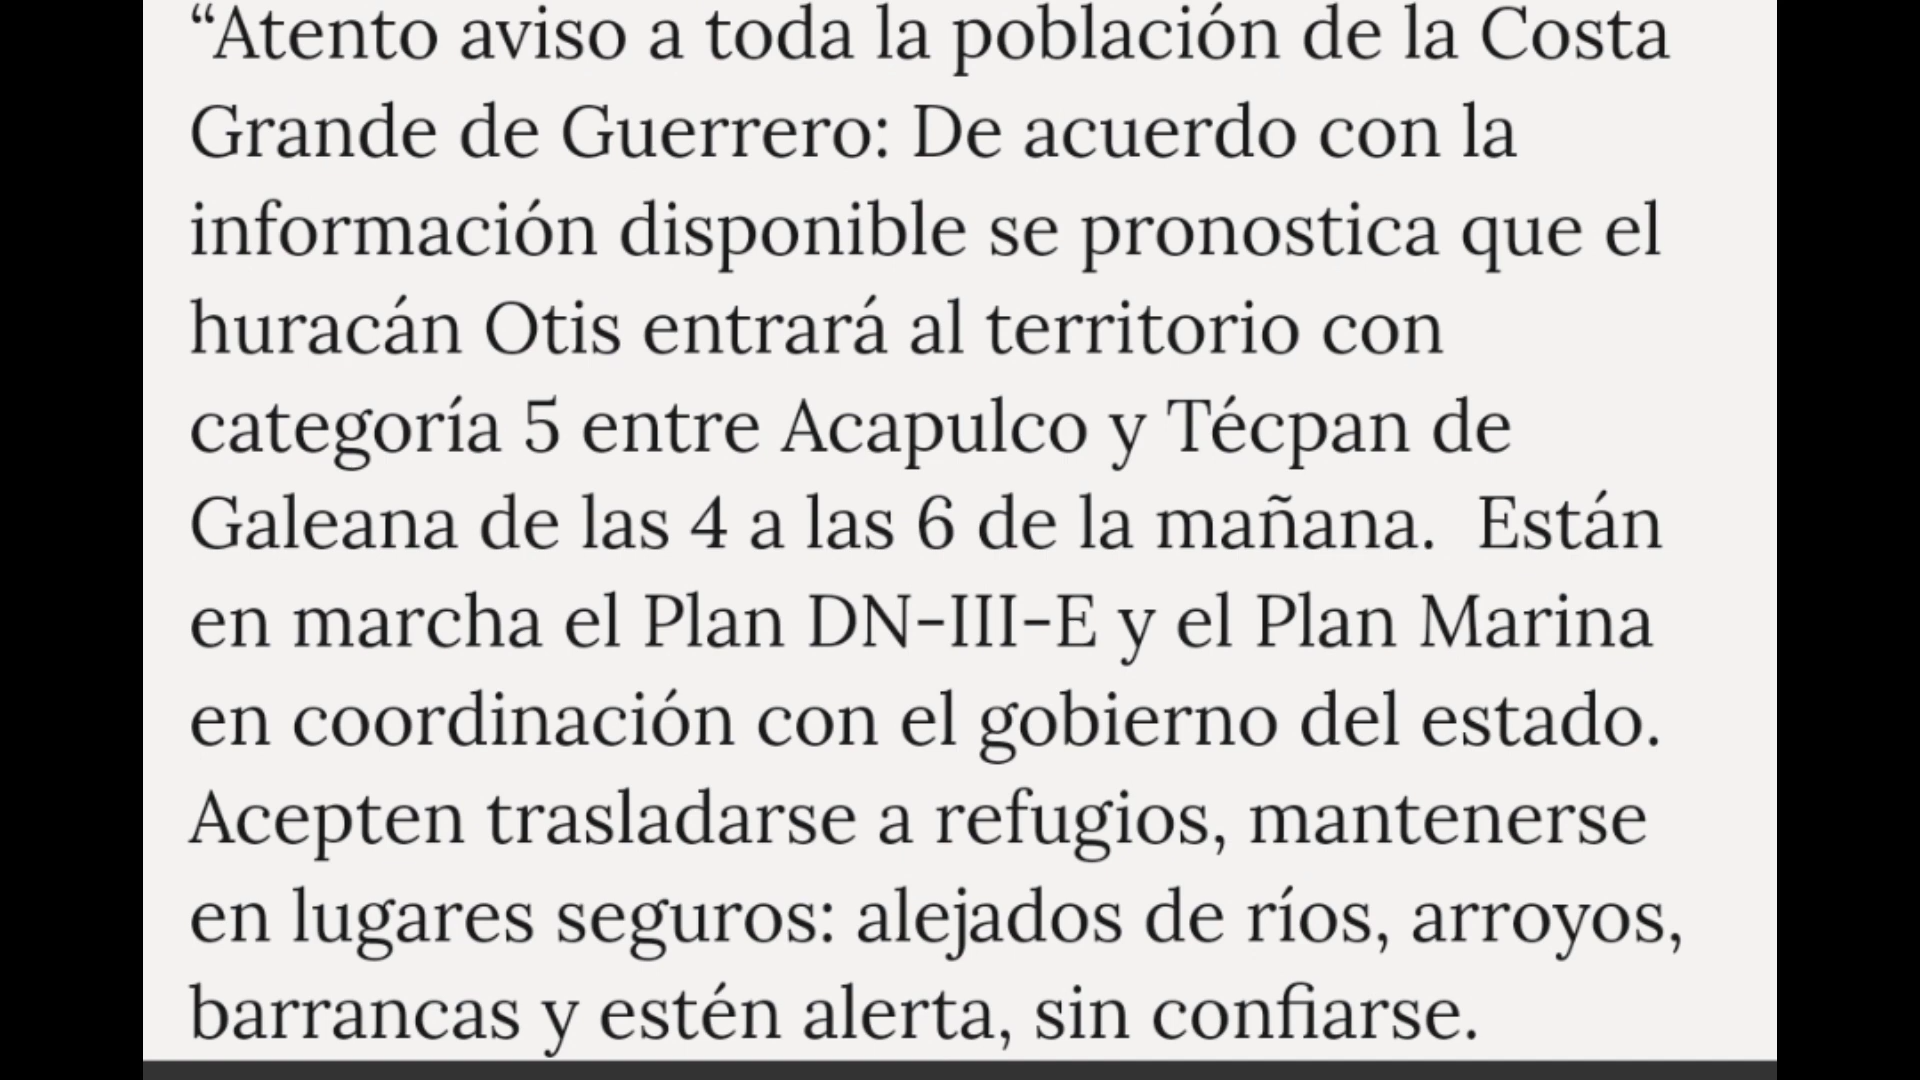 “Atento aviso a toda la población de la Costa
Grande de Guerrero: De acuerdo con la
información disponible se pronostica que el
huracán Otis entrará al territorio con
categoría 5 entre Acapulco y Técpan de
Galeana de las 4 a las 6 de la mañana.  Están
en marcha el Plan DN-III-E y el Plan Marina
en coordinación con el gobierno del estado.
Acepten trasladarse a refugios, mantenerse
en lugares seguros: alejados de ríos, arroyos,
barrancas y estén alerta, sin confiarse.